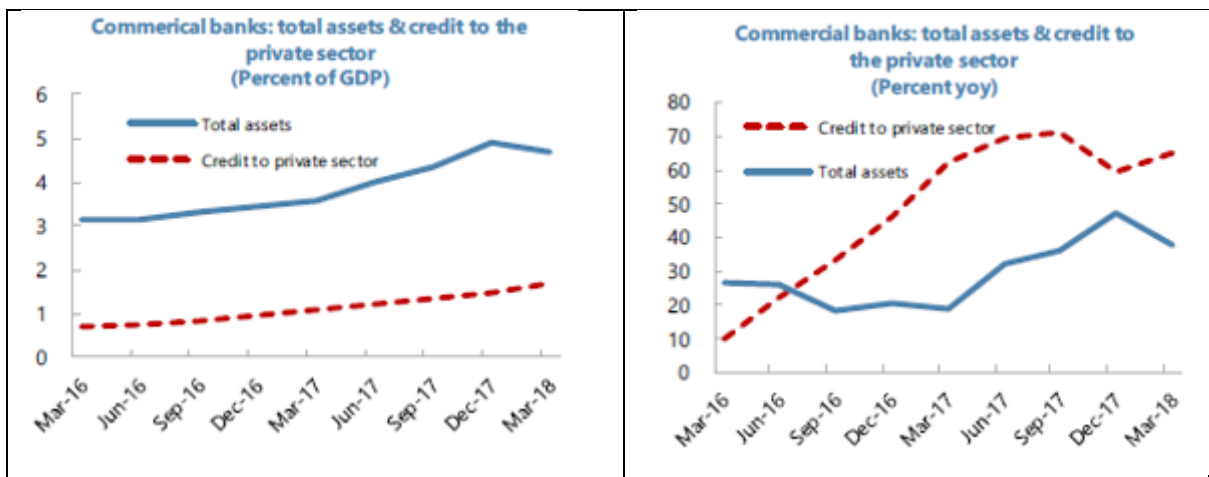 Commerical banks: total assets & credit to the
private sector
(Percent of GDP)
6
5
4
3
2
1
0
Total assets
Credit to private sector
Mar-16
Jun-16
Sep-16
Dec-16
Mar-17
Jun-17
Sep-17
Dec-17
Mar-18
Commercial banks: total assets & credit to
the private sector
(Percent yoy)
80
70
60
50
40
30
20
10
0
Credit to private sector
Total assets
Mar-16
Jun-16
Sep-16
Dec-16
Mar-17
Jun-17
Sep-17
Dec-17
Mar-18